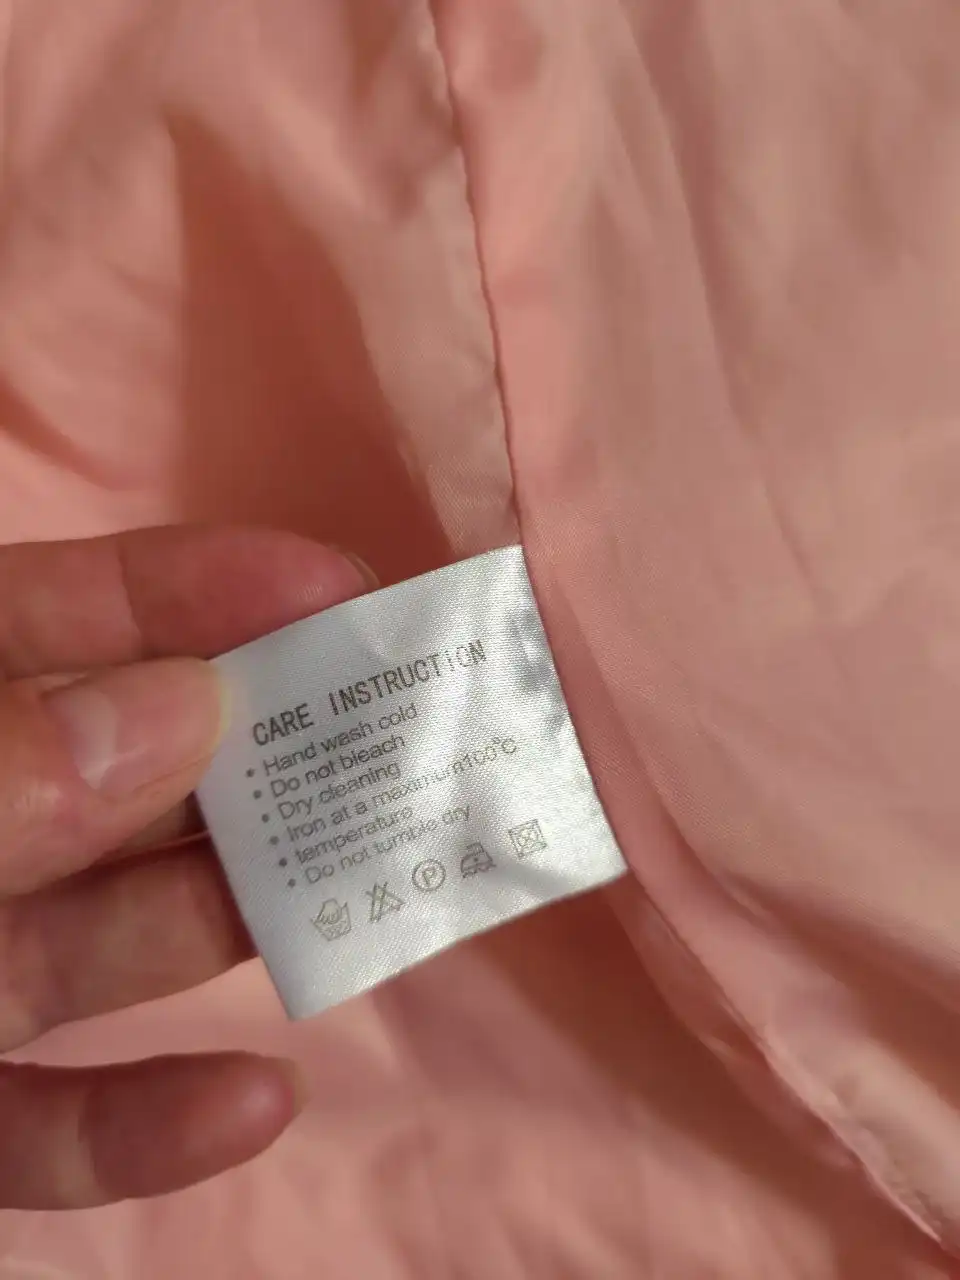 CARE INSTRUCTION
• Hand wash cold
• Do not bleach
• Dry cleaning
• Iron at a maximum100°C
• temperature
• Do not tumble dry
P